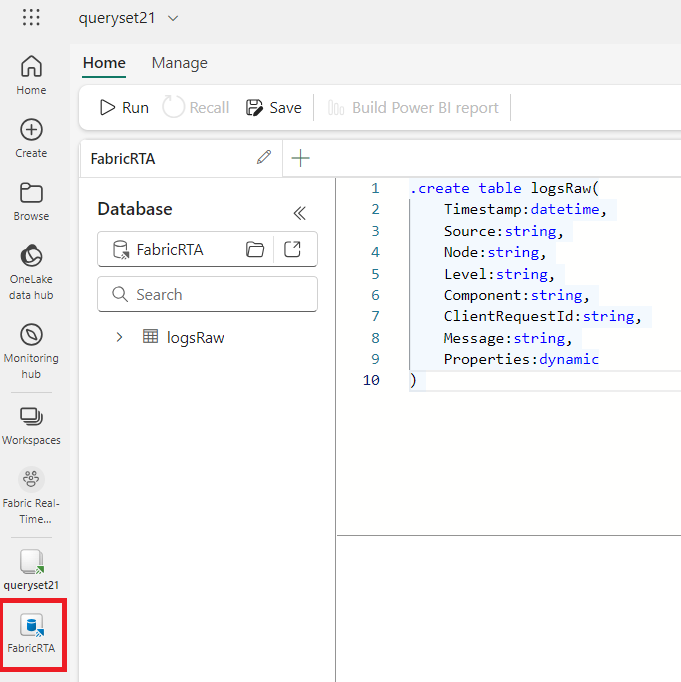 queryset21
Home
Create
Browse
OneLake
data hub
Monitoring
hub
Workspaces
Fabric Real-
Time...
queryset21
FabricRTA
Home Manage
Run Recall Save Build Power BI report
FabricRTA
Database
FabricRTA
Search
logsRaw
1 .create table logsRaw(
2 Timestamp:datetime,
3 Source:string,
4 Node:string,
5 Level:string,
6 Component:string,
7 ClientRequestId:string,
8 Message:string,
9 Properties:dynamic
10 )